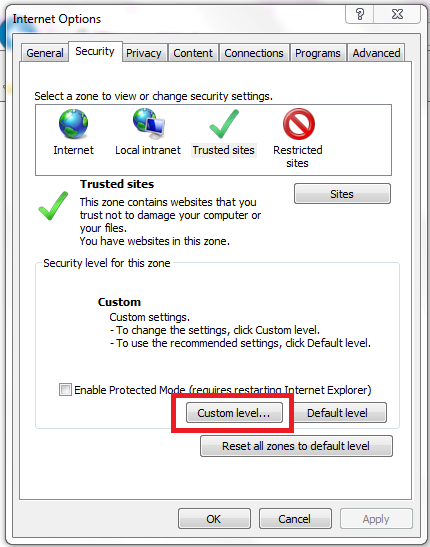 Internet Options
General Security Privacy Content Connections Programs Advanced
Select a zone to view or change security settings.
Internet Local intranet Trusted sites Restricted sites
Trusted sites
Sites
This zone contains websites that you
trust not to damage your computer or
your files.
You have websites in this zone.
Security level for this zone
Custom
Custom settings.
- To change the settings, click Custom level.
- To use the recommended settings, click Default level.
Enable Protected Mode (requires restarting Internet Explorer)
Custom level... Default level
Reset all zones to default level
OK Cancel Apply